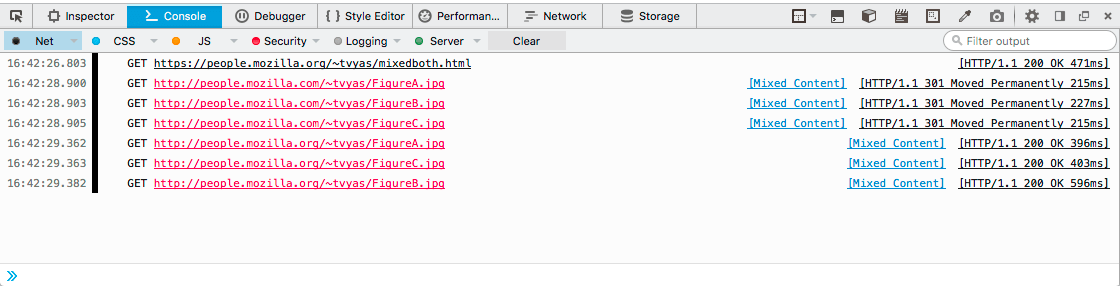 Inspector Console Debugger Style Editor Performan... Network Storage
Net CSS JS Security Logging Server Clear Filter output
16:42:26.803 GET https://people.mozilla.org/~tvyas/mixedboth.html [HTTP/1.1 200 OK 471ms]
16:42:28.900 GET http://people.mozilla.com/~tvyas/FigureA.jpg [Mixed Content] [HTTP/1.1 301 Moved Permanently 215ms]
16:42:28.903 GET http://people.mozilla.com/~tvyas/FigureB.jpg [Mixed Content] [HTTP/1.1 301 Moved Permanently 227ms]
16:42:28.905 GET http://people.mozilla.com/~tvyas/FigureC.jpg [Mixed Content] [HTTP/1.1 301 Moved Permanently 215ms]
16:42:29.362 GET http://people.mozilla.org/~tvyas/FigureA.jpg [Mixed Content] [HTTP/1.1 200 OK 396ms]
16:42:29.363 GET http://people.mozilla.org/~tvyas/FigureC.jpg [Mixed Content] [HTTP/1.1 200 OK 403ms]
16:42:29.382 GET http://people.mozilla.org/~tvyas/FigureB.jpg [Mixed Content] [HTTP/1.1 200 OK 596ms]